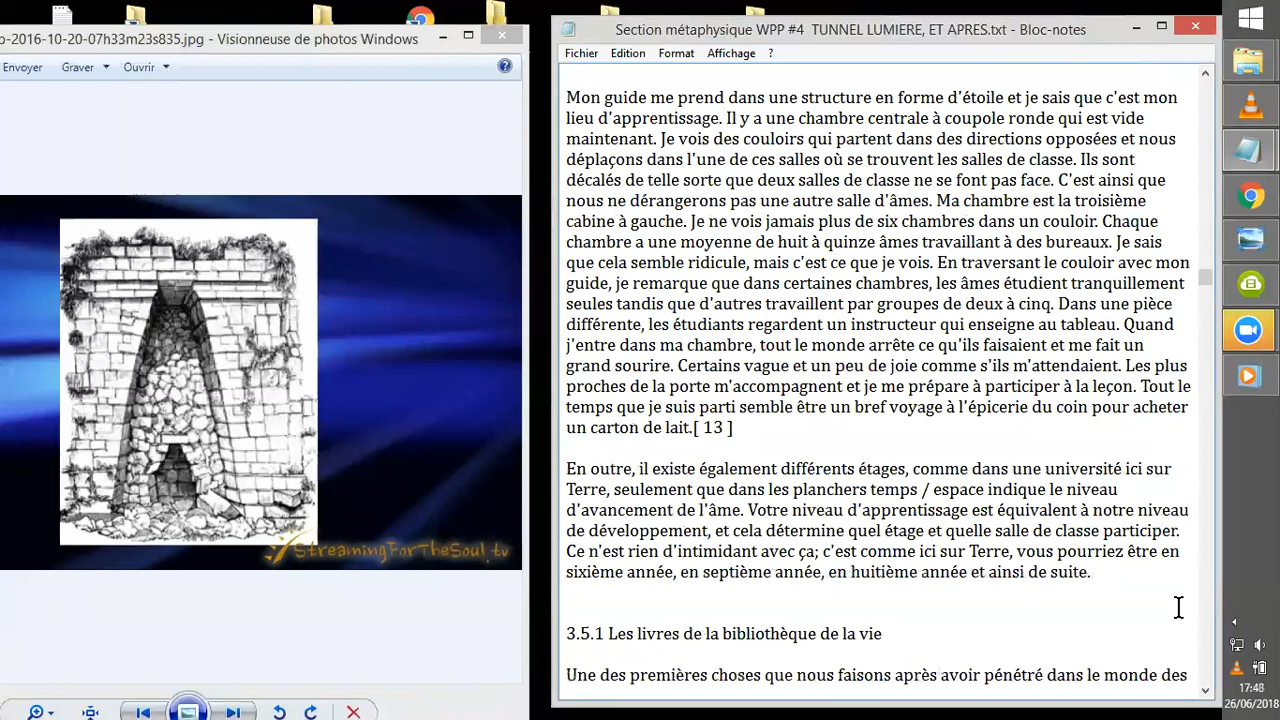 o-2016-10-20-07h33m23s835.jpg - Visionneuse de photos Windows
Envoyer Graver Ouvrir
StreamingForTheSoul.tv
Section métaphysique WPP #4 TUNNEL LUMIERE, ET APRES.txt - Bloc-notes
Fichier Edition Format Affichage ?
Mon guide me prend dans une structure en forme d'étoile et je sais que c'est mon
lieu d'apprentissage. Il y a une chambre centrale à coupole ronde qui est vide
maintenant. Je vois des couloirs qui partent dans des directions opposées et nous
déplaçons dans l'une de ces salles où se trouvent les salles de classe. Ils sont
décalés de telle sorte que deux salles de classe ne se font pas face. C'est ainsi que
nous ne dérangerons pas une autre salle d'âmes. Ma chambre est la troisième
cabine à gauche. Je ne vois jamais plus de six chambres dans un couloir. Chaque
chambre a une moyenne de huit à quinze âmes travaillant à des bureaux. Je sais
que cela semble ridicule, mais c'est ce que je vois. En traversant le couloir avec mon
guide, je remarque que dans certaines chambres, les âmes étudient tranquillement
seules tandis que d'autres travaillent par groupes de deux à cinq. Dans une pièce
différente, les étudiants regardent un instructeur qui enseigne au tableau. Quand
j'entre dans ma chambre, tout le monde arrête ce qu'ils faisaient et me fait un
grand sourire. Certains vague et un peu de joie comme s'ils m'attendaient. Les plus
proches de la porte m'accompagnent et je me prépare à participer à la leçon. Tout le
temps que je suis parti semble être un bref voyage à l'épicerie du coin pour acheter
un carton de lait.[ 13 ]
En outre, il existe également différents étages, comme dans une université ici sur
Terre, seulement que dans les planchers temps / espace indique le niveau
d'avancement de l'âme. Votre niveau d'apprentissage est équivalent à notre niveau
de développement, et cela détermine quel étage et quelle salle de classe participer.
Ce n'est rien d'intimidant avec ça; c'est comme ici sur Terre, vous pourriez être en
sixième année, en septième année, en huitième année et ainsi de suite.
3.5.1 Les livres de la bibliothèque de la vie
Une des premières choses que nous faisons après avoir pénétré dans le monde des
17:48
26/06/2018